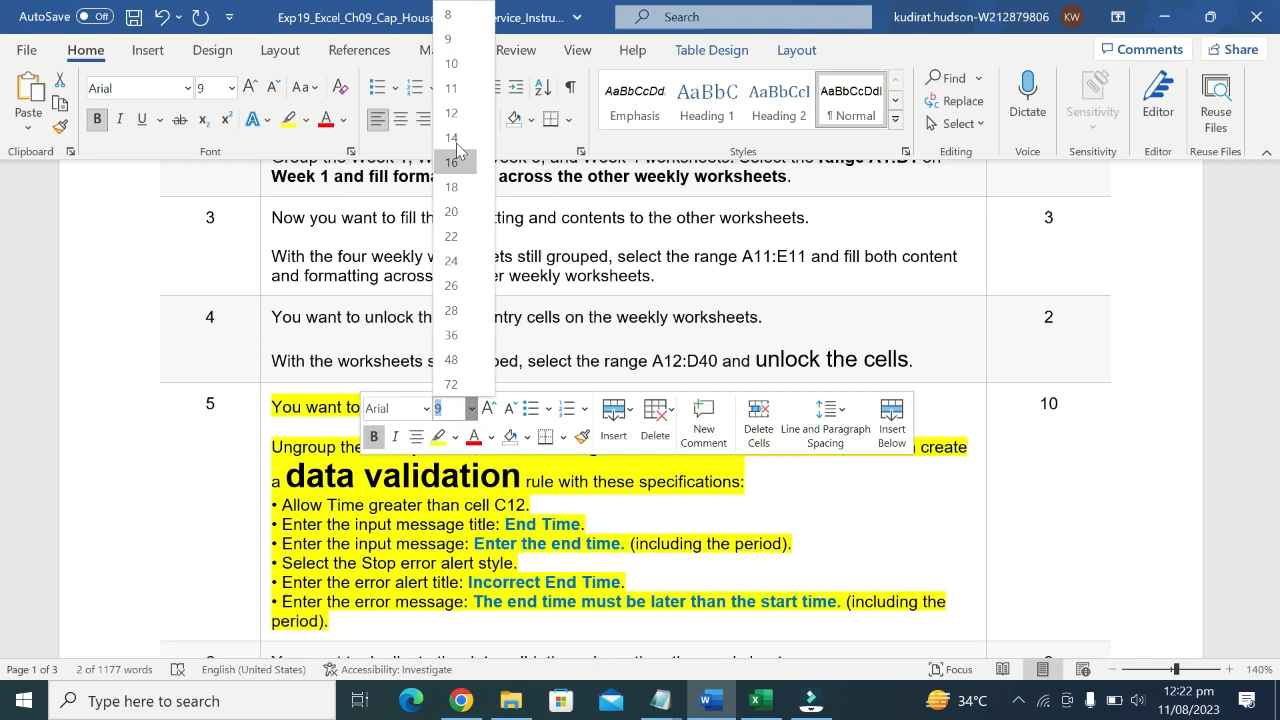 AutoSave Off Exp19_Excel_Ch09_Cap_House ervice_Instru... Search kudirat.hudson-W212879806 KW
File Home Insert Design Layout References Review View Help Table Design Layout Comments Share
Paste Arial 9 Aa AaBbCcDd AaBbC AaBbCcI AaBbCcDdI Find Replace Select Dictate Sensitivity Editor Reuse Files
Emphasis Heading 1 Heading 2 ¶ Normal
Clipboard Font Styles Editing Voice Sensitivity Editor Reuse Files
8
9
10
11
12
14
16
18
20
22
24
26
28
36
48
72
Week 1 and fill forma across the other weekly worksheets.
3 Now you want to fill th tting and contents to the other worksheets. 3
With the four weekly w ets still grouped, select the range A11:E11 and fill both content
and formatting across er weekly worksheets.
4 You want to unlock th ntry cells on the weekly worksheets. 2
With the worksheets s ped, select the range A12:D40 and unlock the cells.
5 You want to 10
Arial 9 Insert Delete New Comment Delete Cells Line and Paragraph Spacing Insert Below
Ungroup the create
a data validation rule with these specifications:
• Allow Time greater than cell C12.
• Enter the input message title: End Time.
• Enter the input message: Enter the end time. (including the period).
• Select the Stop error alert style.
• Enter the error alert title: Incorrect End Time.
• Enter the error message: The end time must be later than the start time. (including the
period).
Page 1 of 3 2 of 1177 words English (United States) Accessibility: Investigate Focus 140%
Type here to search 34°C 12:22 pm
11/08/2023